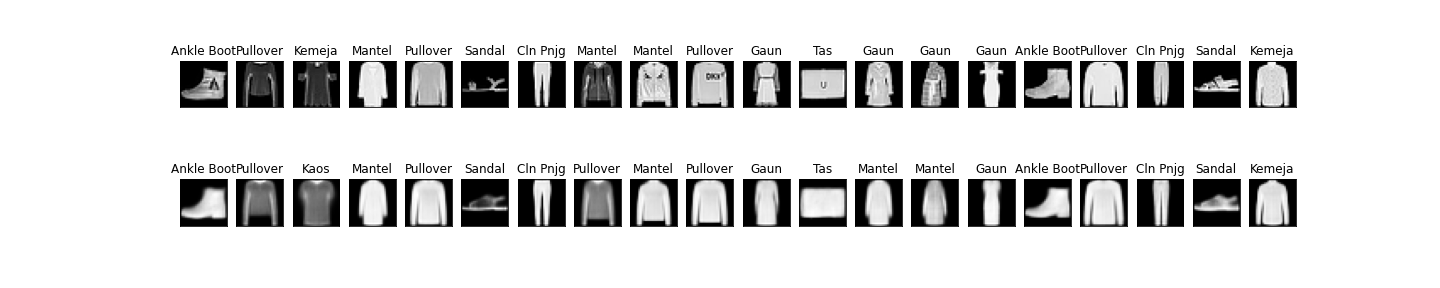 Ankle Boot Pullover Kemeja Mantel Pullover Sandal Cln Pnjg Mantel Mantel Pullover Gaun Tas Gaun Gaun Gaun Ankle Boot Pullover Cln Pnjg Sandal Kemeja
DKNY
U
Ankle Boot Pullover Kaos Mantel Pullover Sandal Cln Pnjg Pullover Mantel Pullover Gaun Tas Mantel Mantel Gaun Ankle Boot Pullover Cln Pnjg Sandal Kemeja